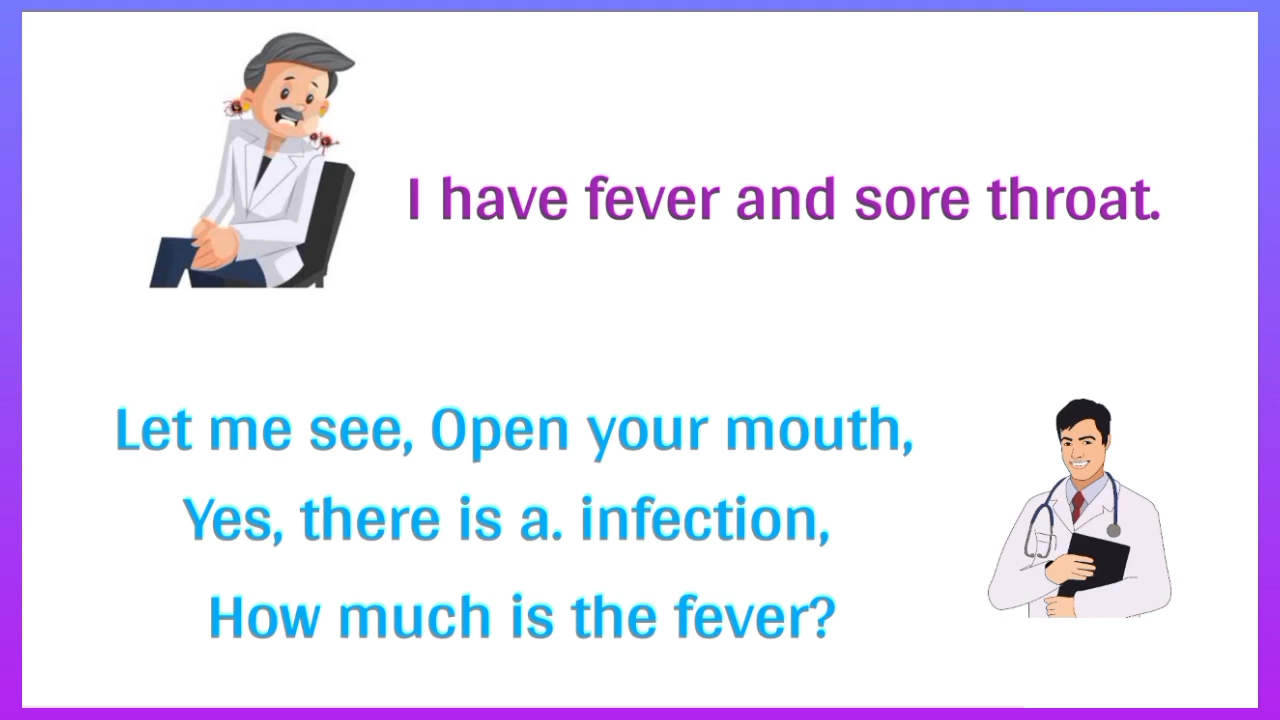 I have fever and sore throat.
Let me see, Open your mouth,
Yes, there is a. infection,
How much is the fever?